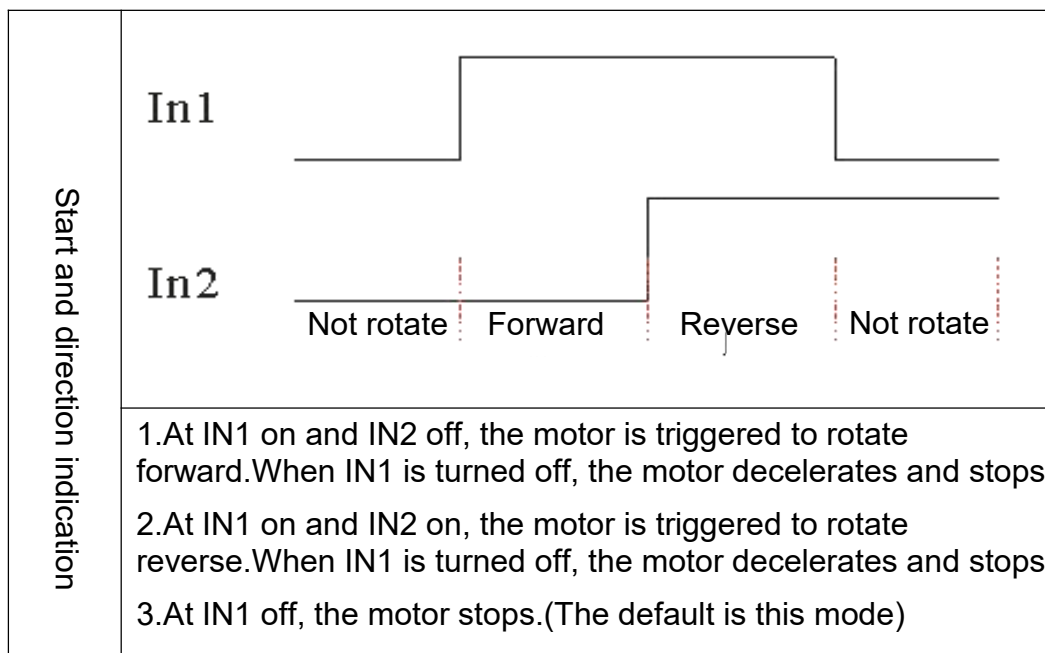 Start and direction indication
In1
In2
Not rotate Forward Reverse Not rotate
1.At IN1 on and IN2 off, the motor is triggered to rotate
forward.When IN1 is turned off, the motor decelerates and stops
2.At IN1 on and IN2 on, the motor is triggered to rotate
reverse.When IN1 is turned off, the motor decelerates and stops
3.At IN1 off, the motor stops.(The default is this mode)